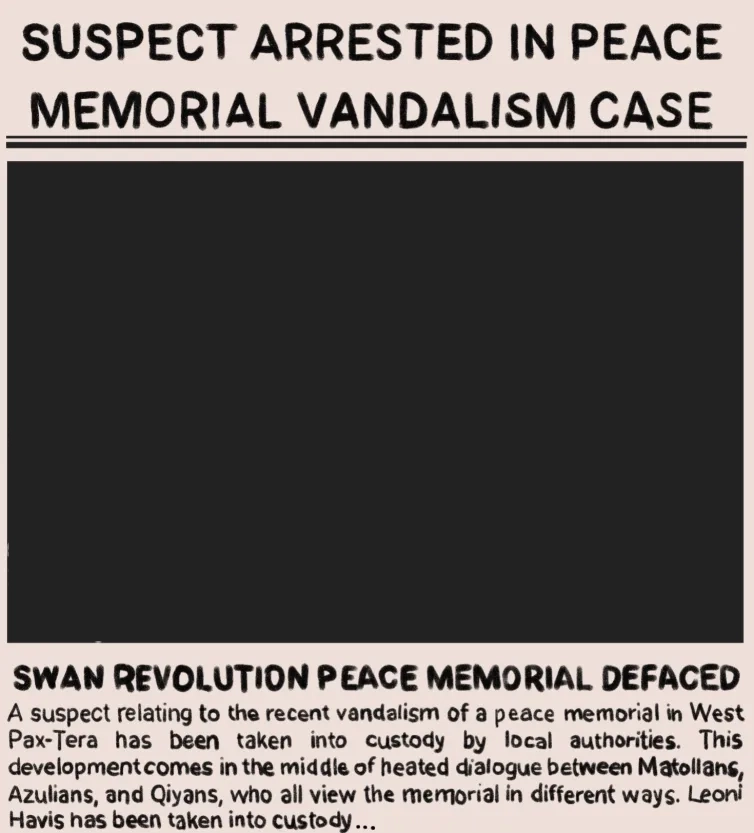 SUSPECT ARRESTED IN PEACE
MEMORIAL VANDALISM CASE
SWAN REVOLUTION PEACE MEMORIAL DEFACED
A suspect relating to the recent vandalism of a peace memorial in West
Pax-Tera has been taken into custody by local authorities. This
development comes in the middle of heated dialogue between Matollans,
Azulians, and Qiyans, who all view the memorial in different ways. Leoni
Havis has been taken into custody...